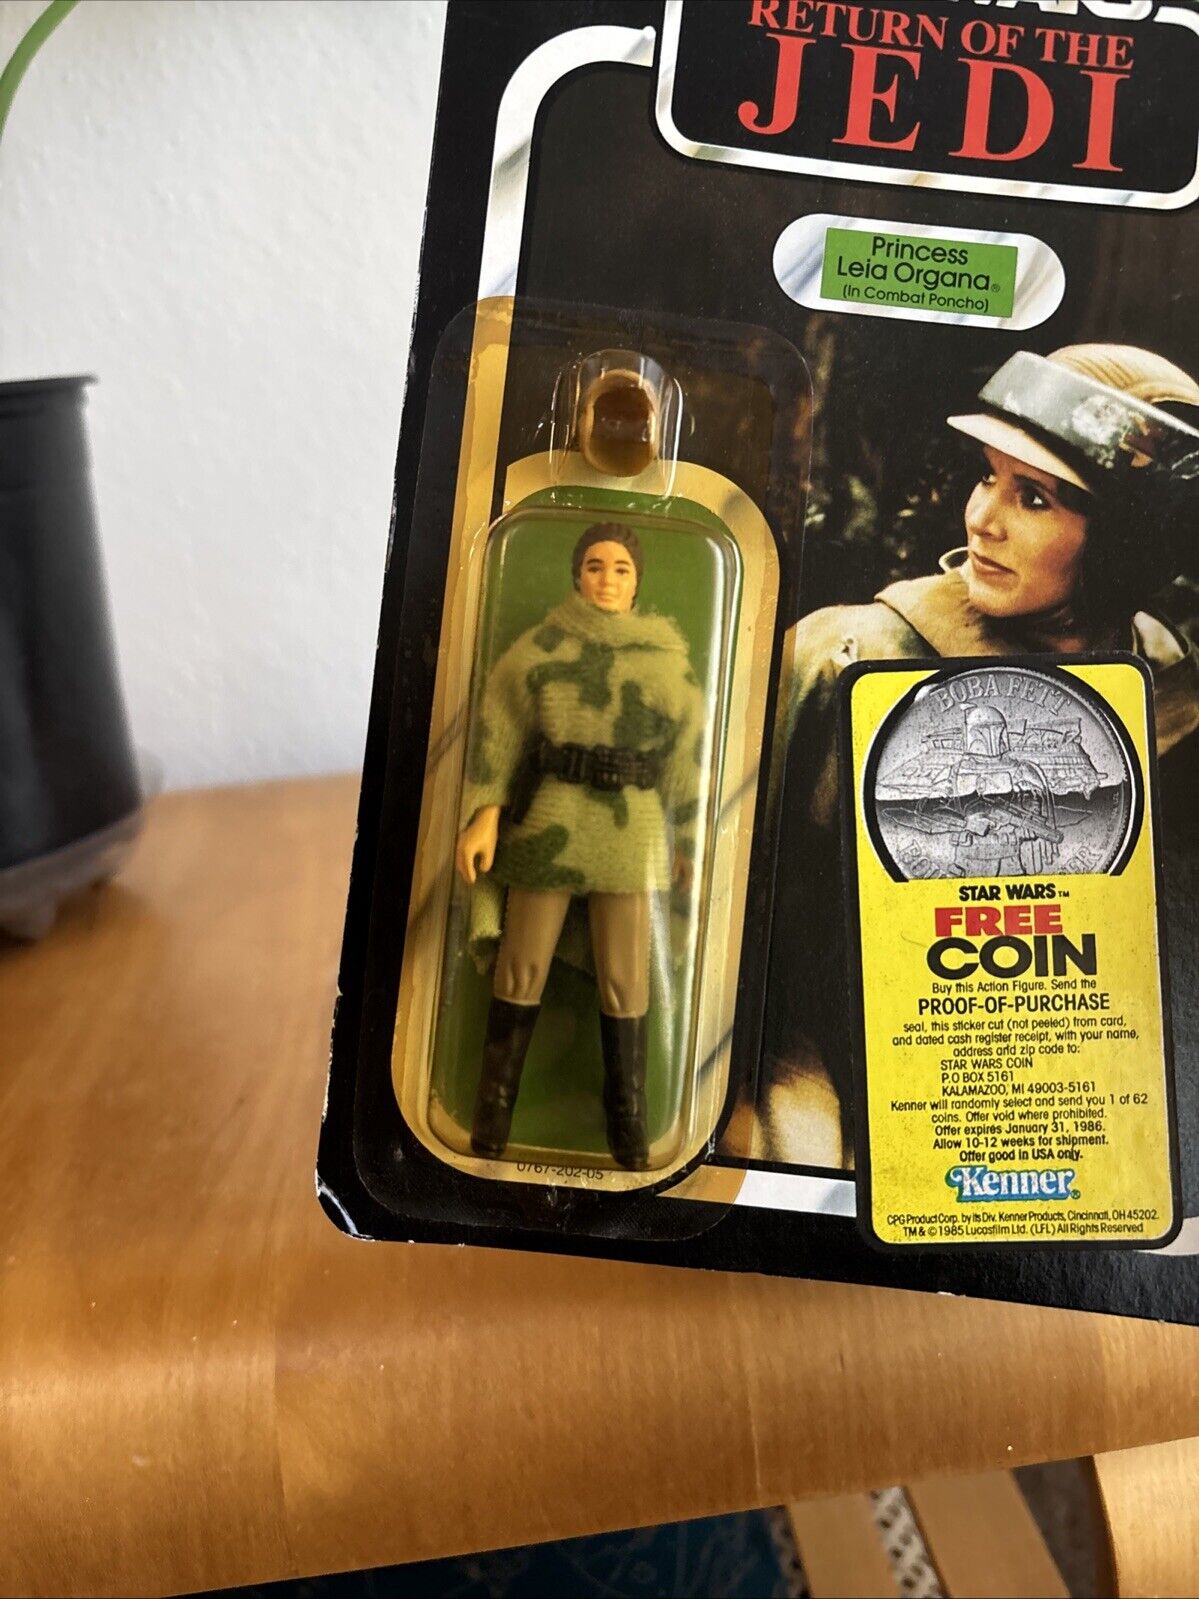 RETURN OF THE
JEDI
Princess
Leia Organa®
(In Combat Poncho)
BOBA FETT
STAR WARS™
FREE
COIN
Buy this Action Figure. Send the
PROOF-OF-PURCHASE
seal, this sticker cut (not peeled) from card,
and dated cash register receipt, with your name,
address and zip code to:
STAR WARS COIN
P.O BOX 5161
KALAMAZOO, MI 49003-5161
Kenner will randomly select and send you 1 of 62
coins. Offer void where prohibited.
Offer expires January 31, 1986.
Allow 10-12 weeks for shipment.
Offer good in USA only.
Kenner®
CPG Product Corp. by its Div. Kenner Products, Cincinnati, OH 45202.
TM & © 1985 Lucasfilm Ltd. (LFL) All Rights Reserved
0767-202-05